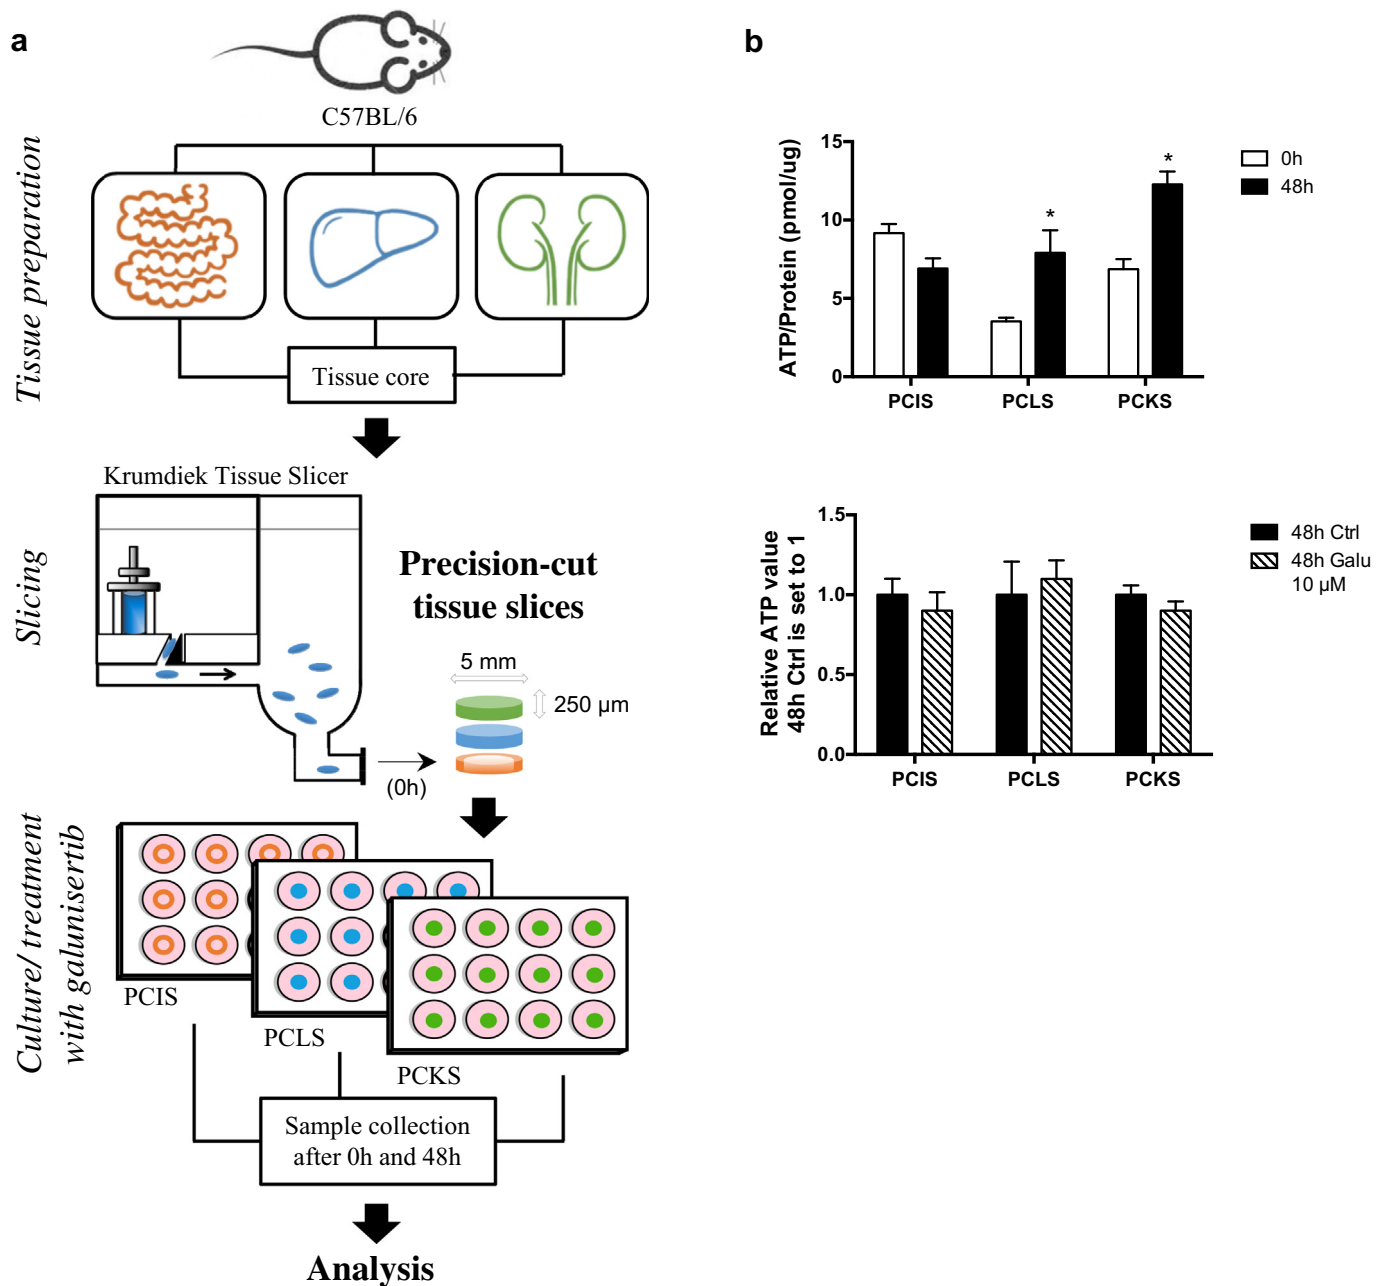 a
C57BL/6
Tissue preparation
Tissue core
Krumdiek Tissue Slicer
Slicing
Precision-cut
tissue slices
5 mm
250 μm
(0h)
Culture/ treatment
with galunisertib
PCIS
PCLS
PCKS
Sample collection
after 0h and 48h
Analysis
b
ATP/Protein (pmol/ug)
15
10
5
0
*
*
0h
48h
PCIS PCLS PCKS
Relative ATP value
48h Ctrl is set to 1
1.5
1.0
0.5
0.0
48h Ctrl
48h Galu
10 μM
PCIS PCLS PCKS